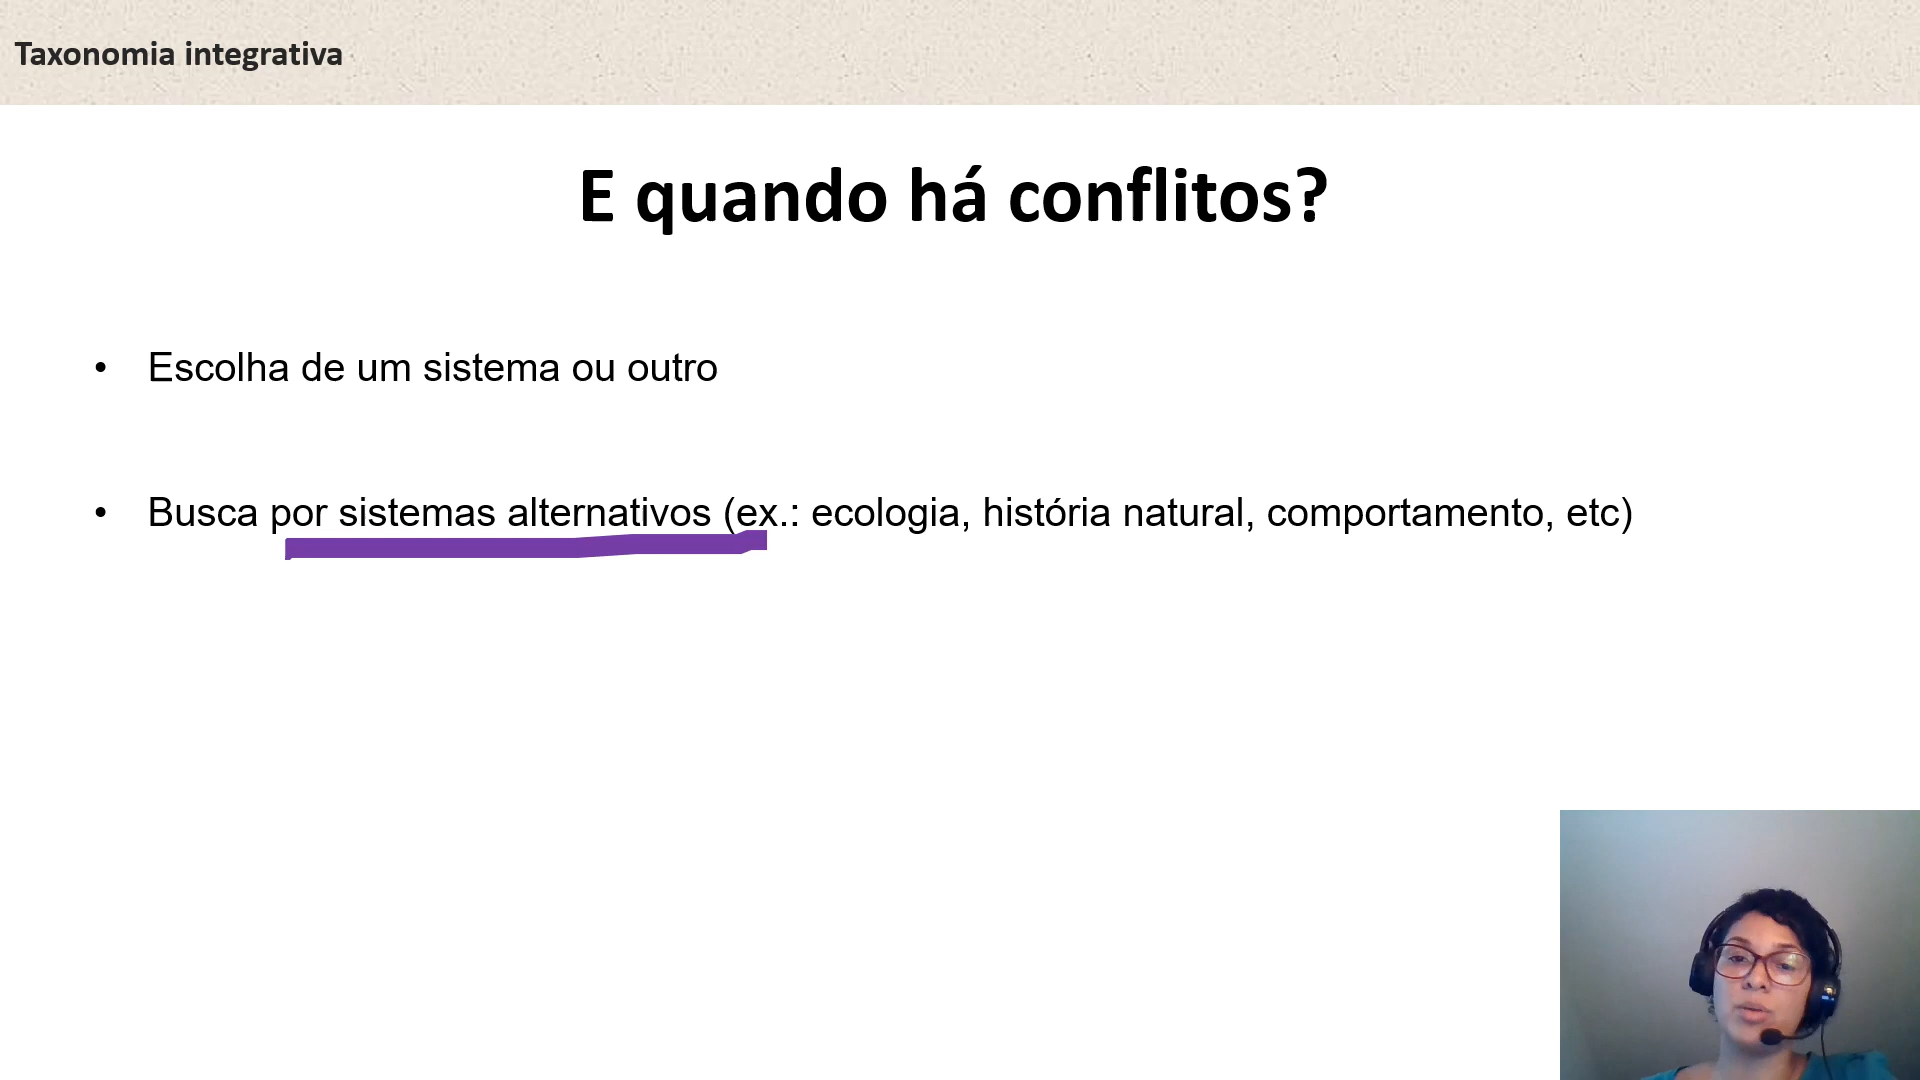 Taxonomia integrativa
E quando há conflitos?
• Escolha de um sistema ou outro
• Busca por sistemas alternativos (ex.: ecologia, história natural, comportamento, etc)